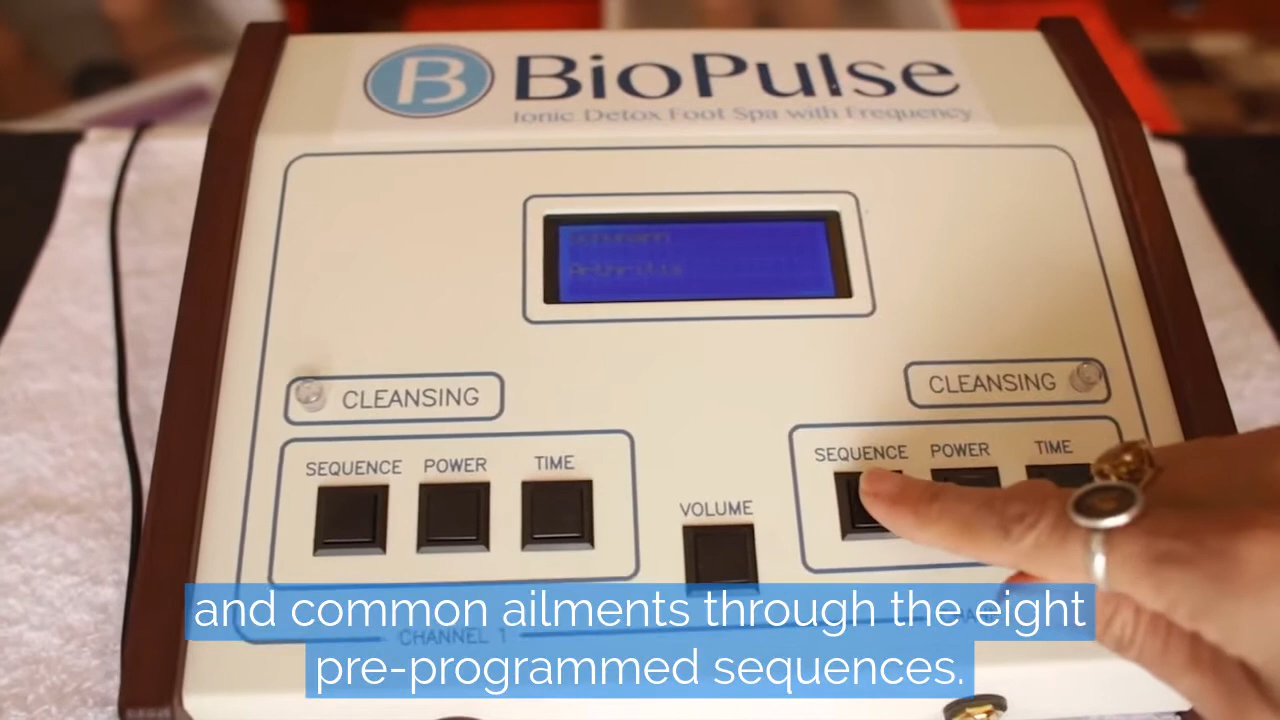 B BioPulse
Ionic Detox Foot Spa with Frequency
Arthritis
CLEANSING
CLEANSING
SEQUENCE POWER TIME
SEQUENCE POWER TIME
VOLUME
CHANNEL 1
and common ailments through the eight
pre-programmed sequences.